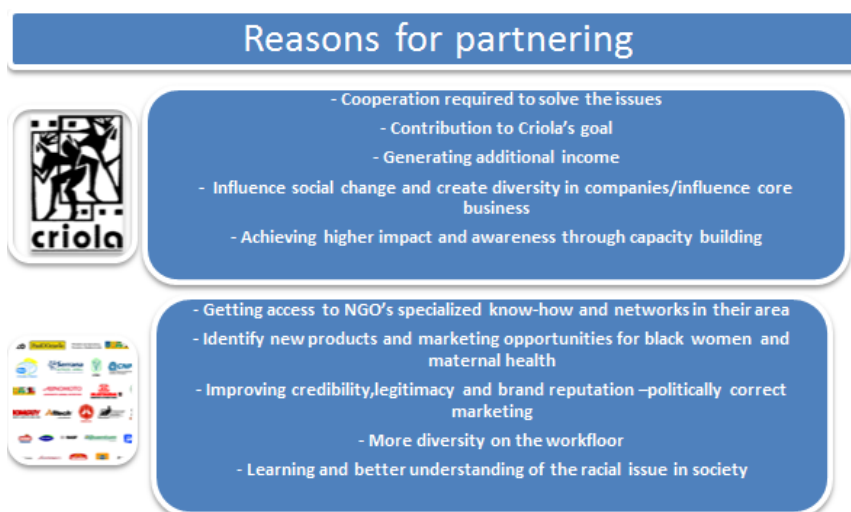 Reasons for partnering
- Cooperation required to solve the issues
- Contribution to Criola's goal
- Generating additional income
- Influence social change and create diversity in companies/influence core
business
- Achieving higher impact and awareness through capacity building
criola
- Getting access to NGO's specialized know-how and networks in their area
- Identify new products and marketing opportunities for black women and
maternal health
- Improving credibility,legitimacy and brand reputation –politically correct
marketing
- More diversity on the workfloor
- Learning and better understanding of the racial issue in society